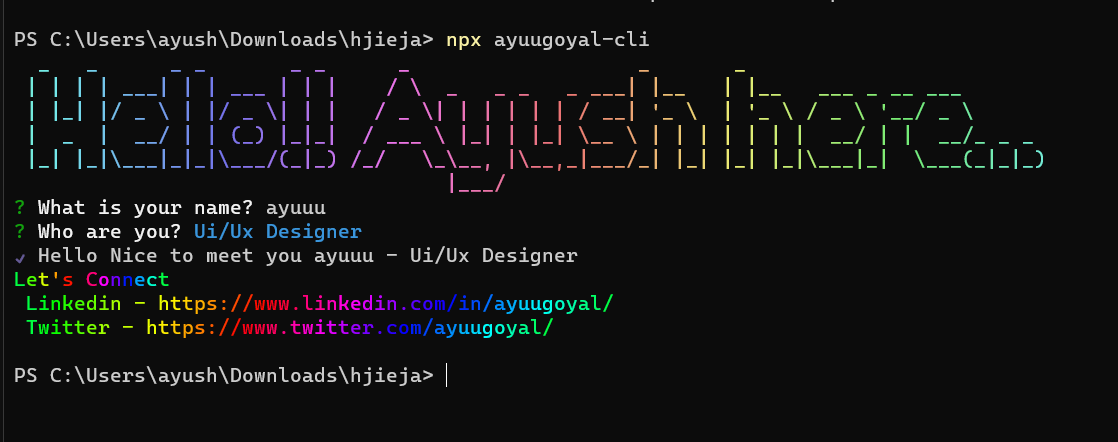 PS C:\Users\ayush\Downloads\hjieja> npx ayuugoyal-cli
Hello! Ayush here...
? What is your name? ayuuu
? Who are you? Ui/Ux Designer
✓ Hello Nice to meet you ayuuu - Ui/Ux Designer
Let's Connect
Linkedin - https://www.linkedin.com/in/ayuugoyal/
Twitter - https://www.twitter.com/ayuugoyal/
PS C:\Users\ayush\Downloads\hjieja>